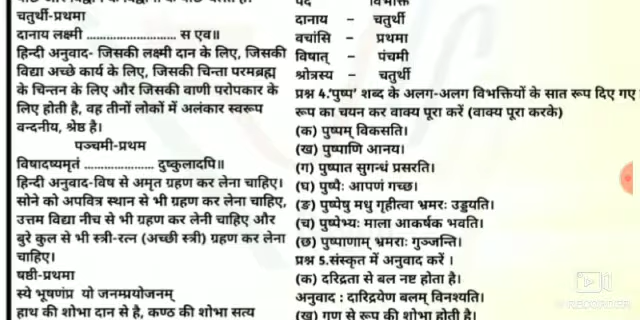 चतुर्थी-प्रथमा
दानाय लक्ष्मी ............................ स एव॥
हिन्दी अनुवाद- जिसकी लक्ष्मी दान के लिए, जिसकी
विद्या अच्छे कार्य के लिए, जिसकी चिन्ता परमब्रह्म
के चिन्तन के लिए और जिसकी वाणी परोपकार के
लिए होती है, वह तीनों लोकों में अलंकार स्वरूप
वन्दनीय, श्रेष्ठ है।
पञ्चमी-प्रथम
विषादष्यमृतं ...................... दुष्कुलादपि॥
हिन्दी अनुवाद-विष से अमृत ग्रहण कर लेना चाहिए।
सोने को अपवित्र स्थान से भी ग्रहण कर लेना चाहिए,
उत्तम विद्या नीच से भी ग्रहण कर लेनी चाहिए और
बुरे कुल से भी स्त्री-रत्न (अच्छी स्त्री) ग्रहण कर लेना
चाहिए।
षष्ठी-प्रथमा
स्ये भूषणंप्र यो जनम्प्रयोजनम्
हाथ की शोभा दान से है, कण्ठ की शोभा सत्य
पद विभक्ति
दानाय – चतुर्थी
वचांसि – प्रथमा
विषात् – पंचमी
श्रोत्रस्य – चतुर्थी
प्रश्न 4.'पुष्प' शब्द के अलग-अलग विभक्तियों के सात रूप दिए गए
रूप का चयन कर वाक्य पूरा करें (वाक्य पूरा करके)
(क) पुष्पम् विकसति।
(ख) पुष्पाणि आनय।
(ग) पुष्पात सुगन्धं प्रसरति।
(घ) पुष्पैः आपणं गच्छ।
(ङ) पुष्पेषु मधु गृहीत्वा भ्रमरः उड्डयति।
(च) पुष्पेभ्यः माला आकर्षक भवति।
(छ) पुष्पाणाम् भ्रमराः गुञ्जन्ति।
प्रश्न 5.संस्कृत में अनुवाद करें ।
(क) दरिद्रता से बल नष्ट होता है।
अनुवाद : दारिद्रयेण बलम् विनश्यति।
(ख) गुण से रूप की शोभा होती है।
RECORDER